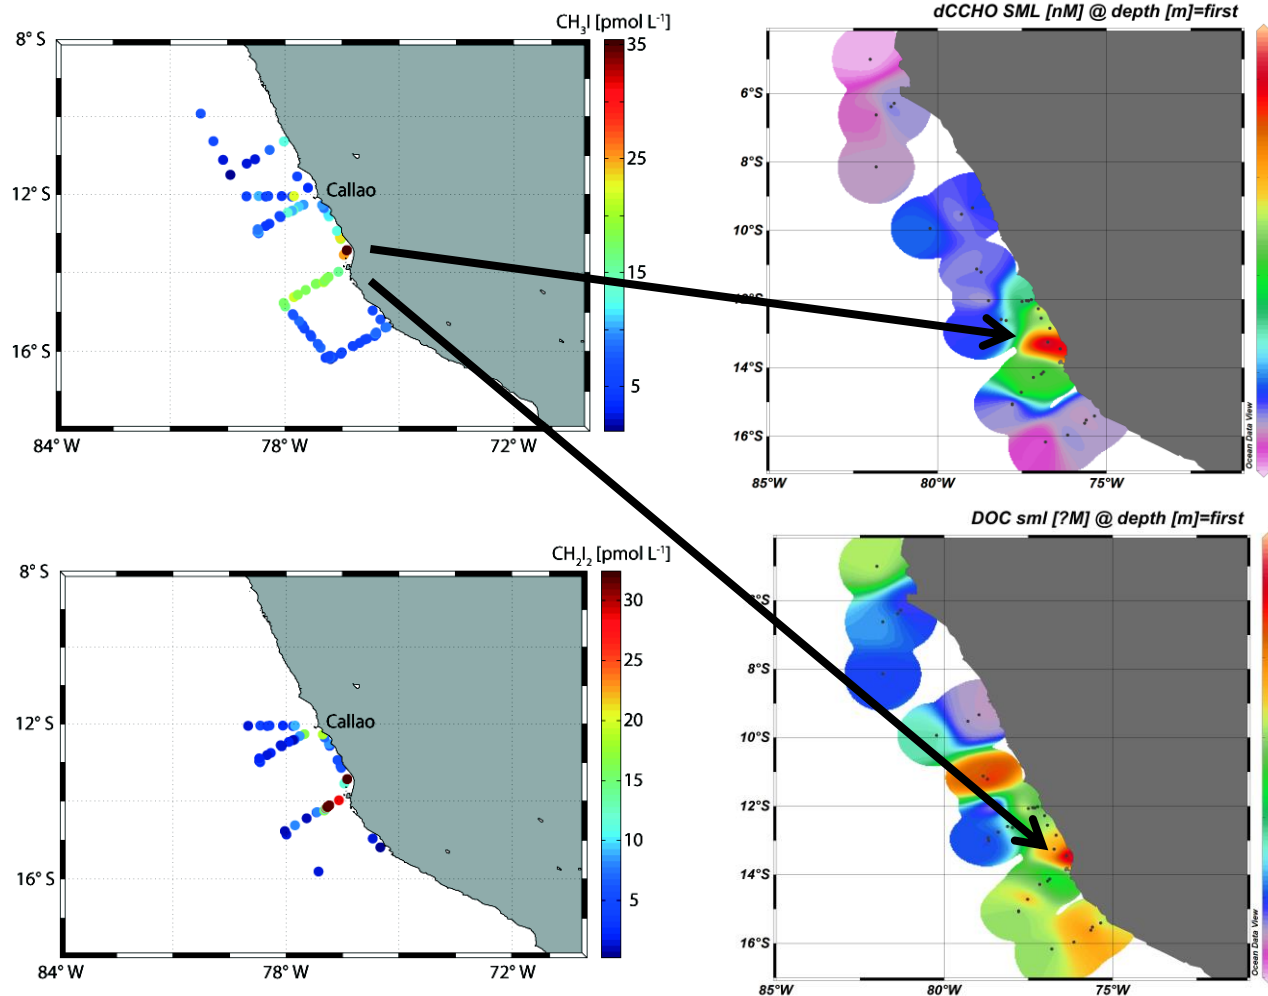 CH3I [pmol L-1]
8° S
12° S
16° S
84° W
78° W
72° W
Callao
35
25
15
5
dCCHO SML [nM] @ depth [m]=first
6°S
8°S
10°S
12°S
14°S
16°S
85°W
80°W
75°W
Ocean Data View
CH2I2 [pmol L-1]
8° S
12° S
16° S
84° W
78° W
72° W
Callao
30
25
20
15
10
5
DOC sml [?M] @ depth [m]=first
8°S
10°S
12°S
14°S
16°S
85°W
80°W
75°W
Ocean Data View